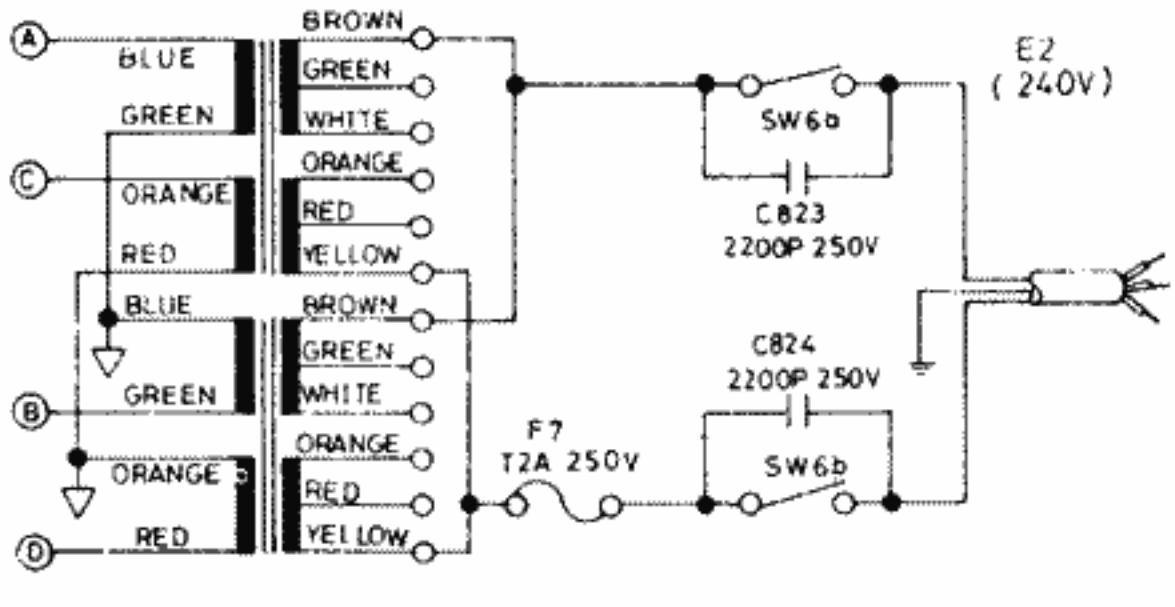 A
BLUE
GREEN
C
ORANGE
RED
BLUE
GREEN
B
ORANGE
RED
D
BROWN
GREEN
WHITE
ORANGE
RED
YELLOW
BROWN
GREEN
WHITE
ORANGE
RED
YELLOW
F7
T2A 250V
SW6b
C823
2200P 250V
C824
2200P 250V
SW6b
E2
(240V)